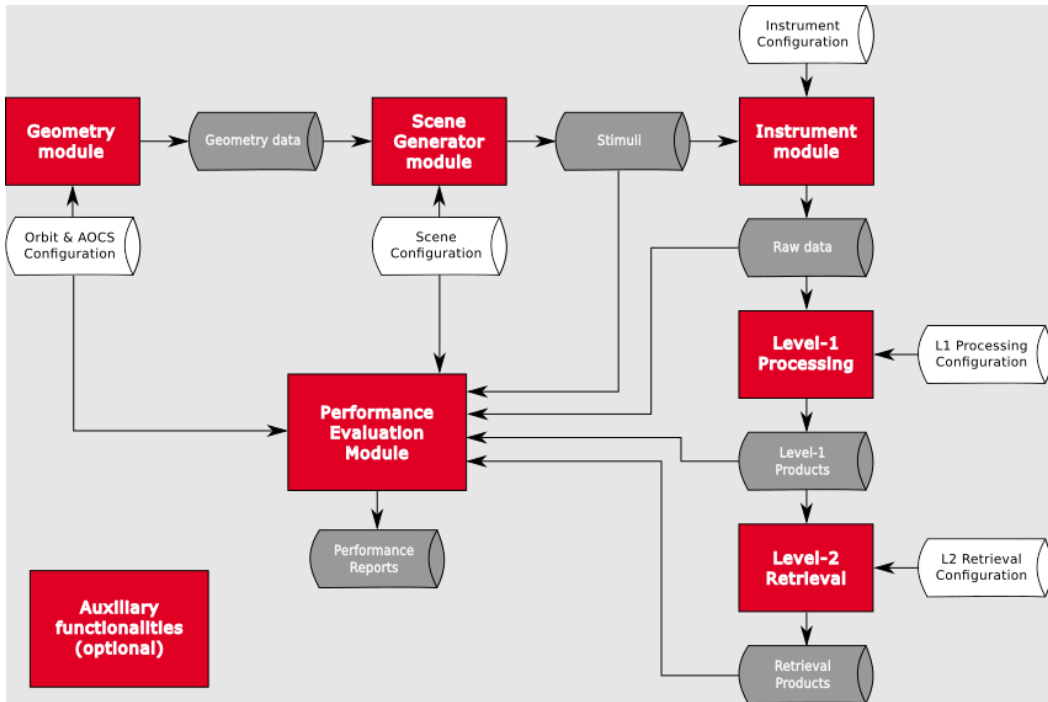 Instrument
Configuration
Geometry
module
Geometry data
Scene
Generator
module
Stimuli
Instrument
module
Orbit & AOCS
Configuration
Scene
Configuration
Raw data
Level-1
Processing
L1 Processing
Configuration
Performance
Evaluation
Module
Level-1
Products
Performance
Reports
Level-2
Retrieval
L2 Retrieval
Configuration
Auxiliary
functionalities
(optional)
Retrieval
Products